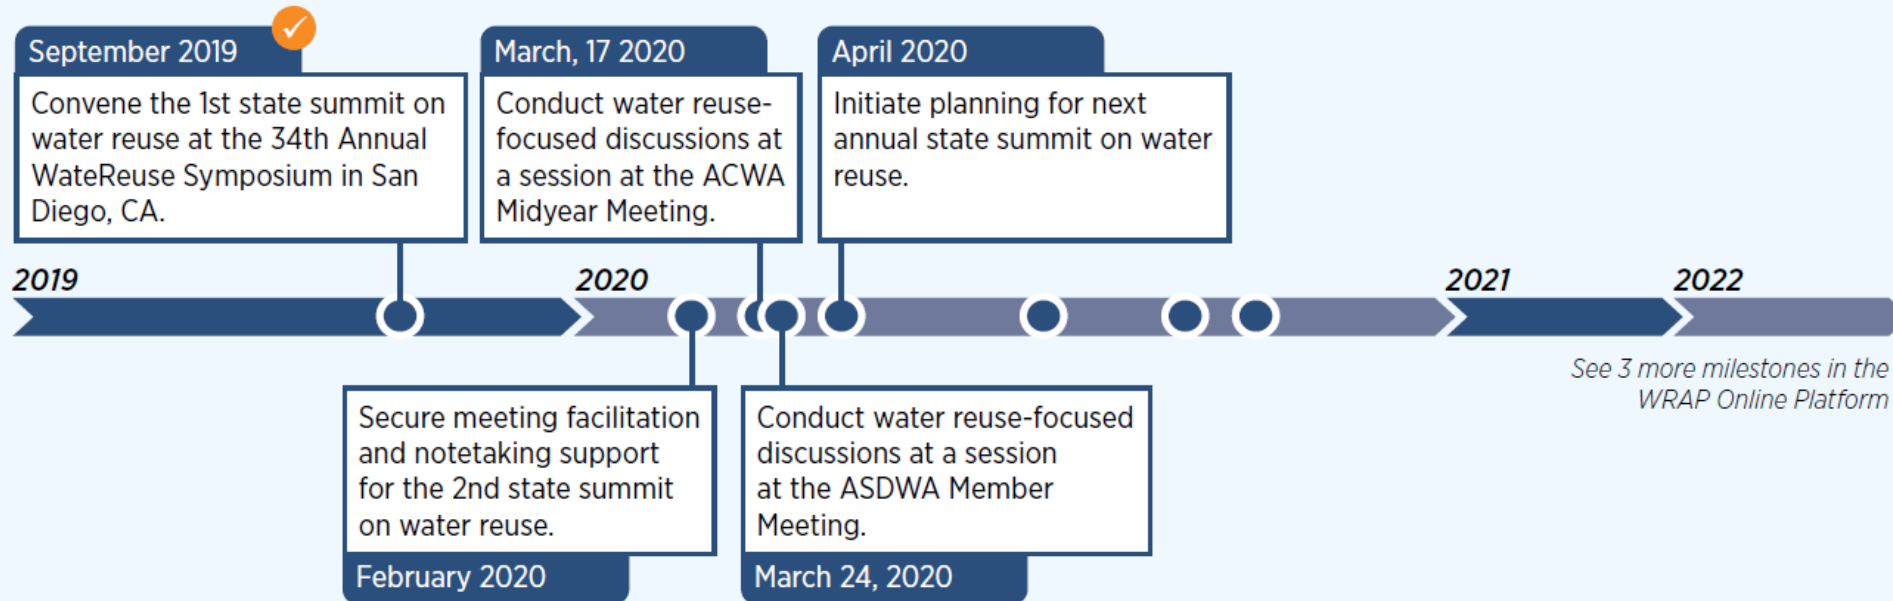 September 2019
Convene the 1st state summit on
water reuse at the 34th Annual
WateReuse Symposium in San
Diego, CA.
March, 17 2020
Conduct water reuse-
focused discussions at
a session at the ACWA
Midyear Meeting.
April 2020
Initiate planning for next
annual state summit on water
reuse.
2019
2020
2021
2022
See 3 more milestones in the
WRAP Online Platform
Secure meeting facilitation
and notetaking support
for the 2nd state summit
on water reuse.
February 2020
Conduct water reuse-focused
discussions at a session
at the ASDWA Member
Meeting.
March 24, 2020